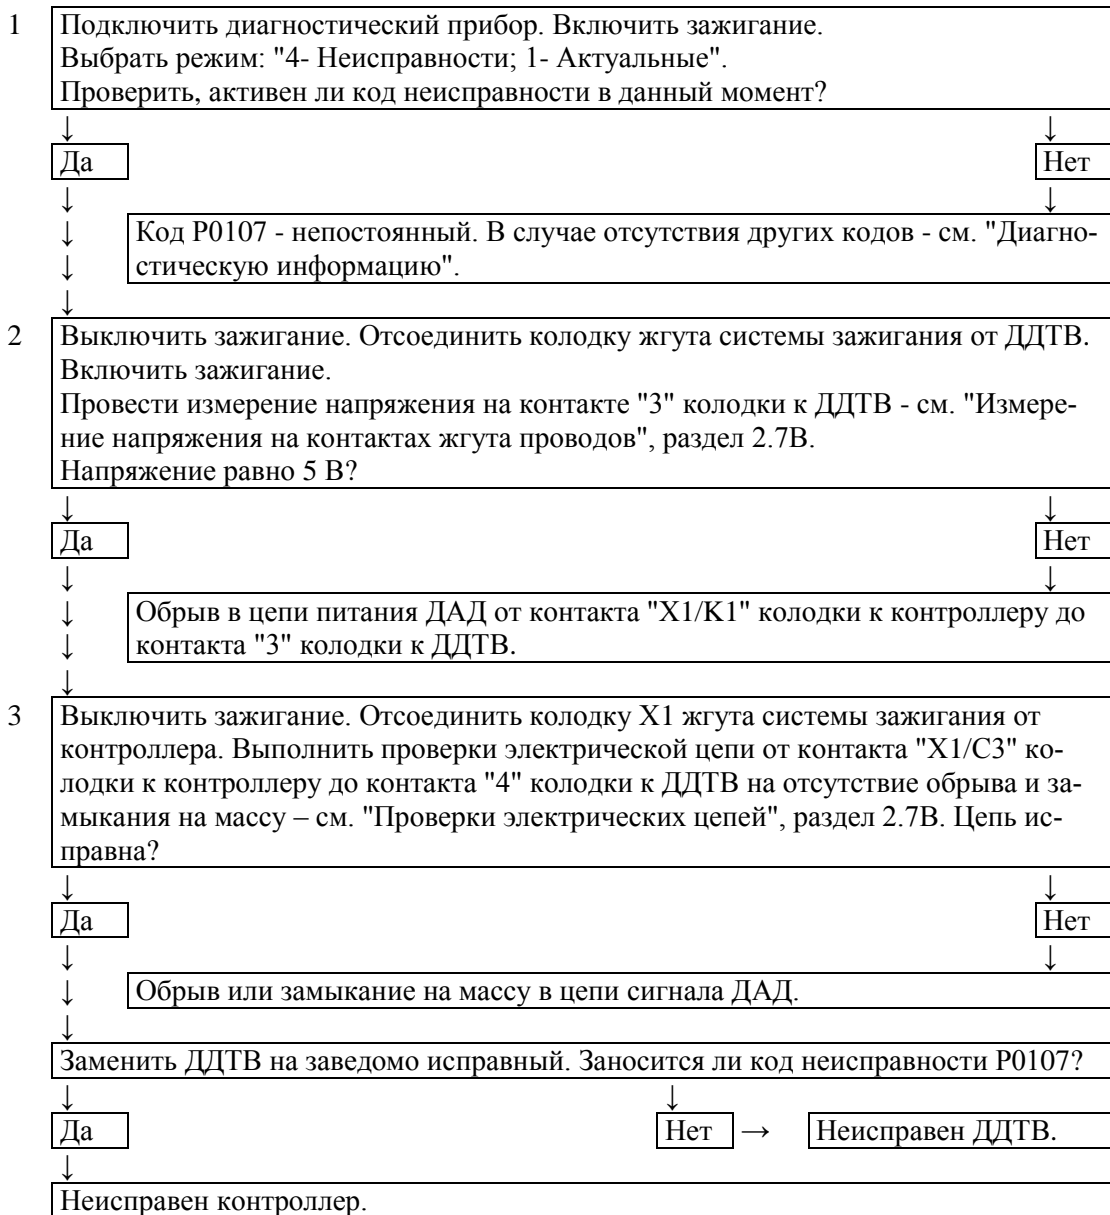 1 Подключить диагностический прибор. Включить зажигание.
Выбрать режим: "4- Неисправности; 1- Актуальные".
Проверить, активен ли код неисправности в данный момент?
↓ ↓
Да Нет
↓ ↓
↓ Код Р0107 - непостоянный. В случае отсутствия других кодов - см. "Диагно-
↓ стическую информацию".
↓
2 Выключить зажигание. Отсоединить колодку жгута системы зажигания от ДДТВ.
Включить зажигание.
Провести измерение напряжения на контакте "3" колодки к ДДТВ - см. "Измере-
ние напряжения на контактах жгута проводов", раздел 2.7В.
Напряжение равно 5 В?
↓ ↓
Да Нет
↓ ↓
↓ Обрыв в цепи питания ДАД от контакта "Х1/К1" колодки к контроллеру до
↓ контакта "3" колодки к ДДТВ.
↓
3 Выключить зажигание. Отсоединить колодку Х1 жгута системы зажигания от
контроллера. Выполнить проверки электрической цепи от контакта "Х1/С3" ко-
лодки к контроллеру до контакта "4" колодки к ДДТВ на отсутствие обрыва и за-
мыкания на массу – см. "Проверки электрических цепей", раздел 2.7В. Цепь ис-
правна?
↓ ↓
Да Нет
↓ ↓
↓ Обрыв или замыкание на массу в цепи сигнала ДАД.
↓
Заменить ДДТВ на заведомо исправный. Заносится ли код неисправности Р0107?
↓ ↓
Да Нет → Неисправен ДДТВ.
↓
Неисправен контроллер.